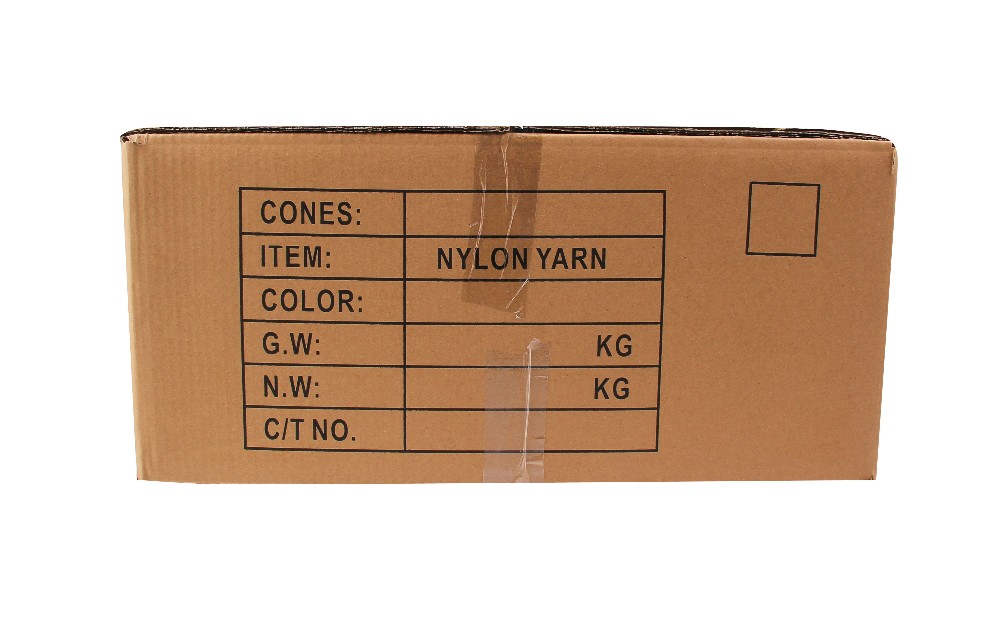 CONES:
ITEM: NYLON YARN
COLOR:
G.W: KG
N.W: KG
C/T NO.